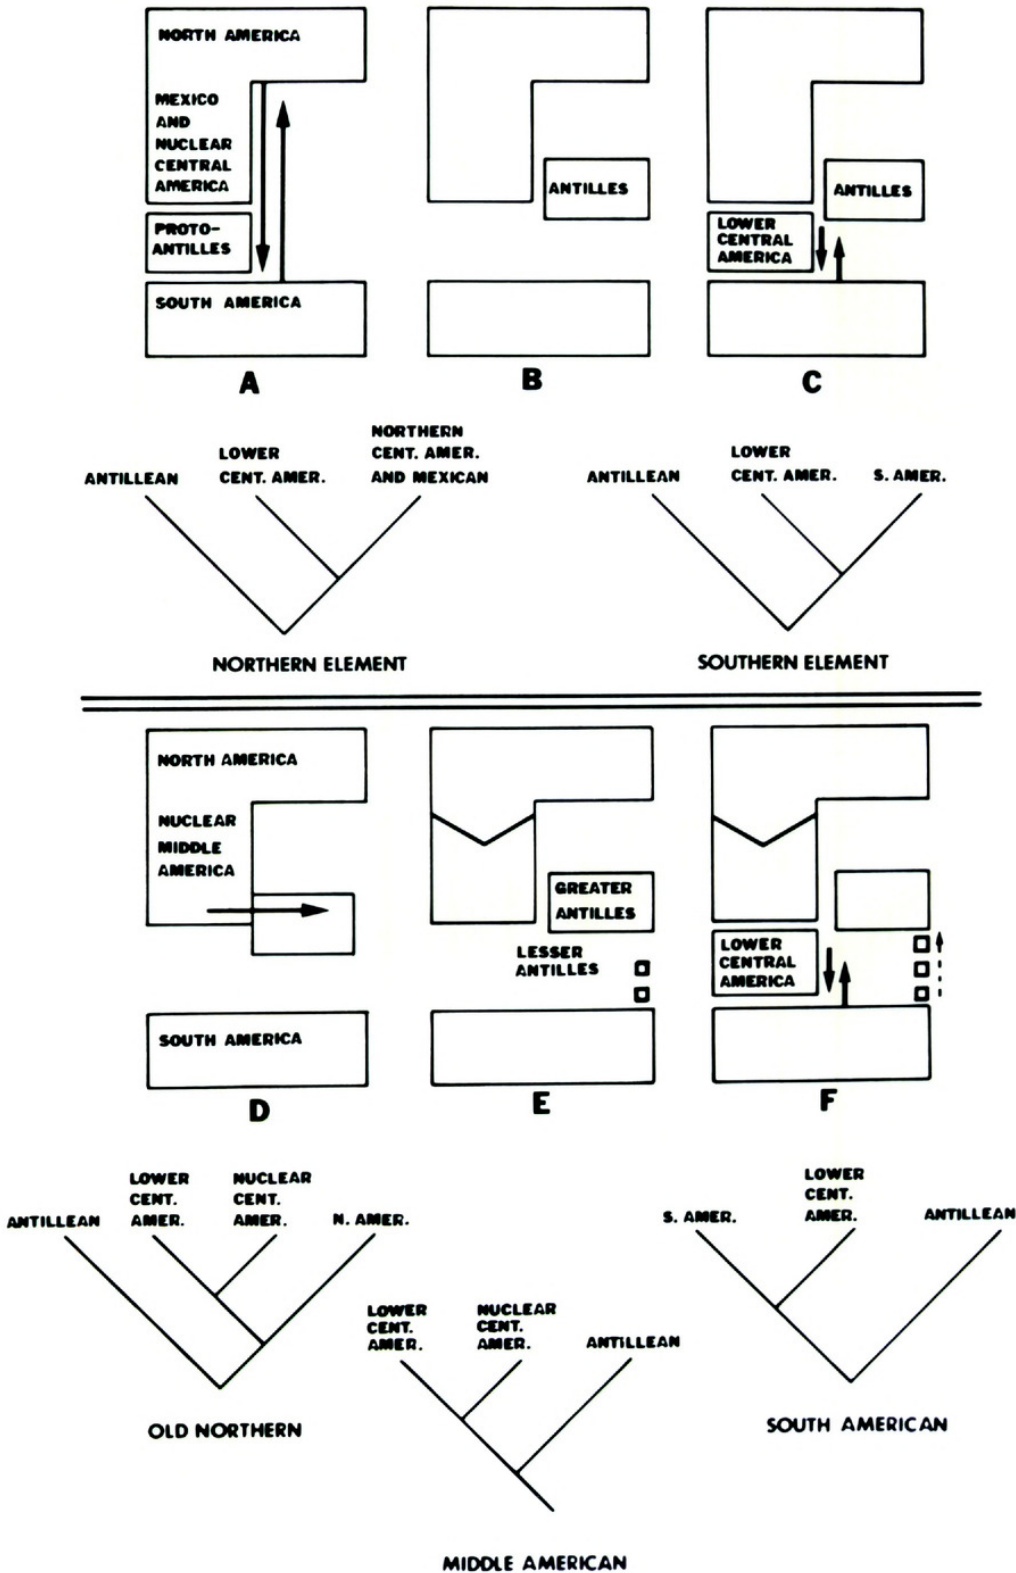 NORTH AMERICA
MEXICO
AND
NUCLEAR
CENTRAL
AMERICA
PROTO-
ANTILLES
SOUTH AMERICA
A
ANTILLES
B
ANTILLES
LOWER
CENTRAL
AMERICA
C
ANTILLEAN
LOWER
CENT. AMER.
NORTHERN
CENT. AMER.
AND MEXICAN
NORTHERN ELEMENT
ANTILLEAN
LOWER
CENT. AMER.
S. AMER.
SOUTHERN ELEMENT
NORTH AMERICA
NUCLEAR
MIDDLE
AMERICA
SOUTH AMERICA
D
GREATER
ANTILLES
LESSER
ANTILLES
E
LOWER
CENTRAL
AMERICA
F
ANTILLEAN
LOWER
CENT.
AMER.
NUCLEAR
CENT.
AMER.
N. AMER.
OLD NORTHERN
LOWER
CENT.
AMER.
NUCLEAR
CENT.
AMER.
ANTILLEAN
MIDDLE AMERICAN
S. AMER.
LOWER
CENT.
AMER.
ANTILLEAN
SOUTH AMERICAN